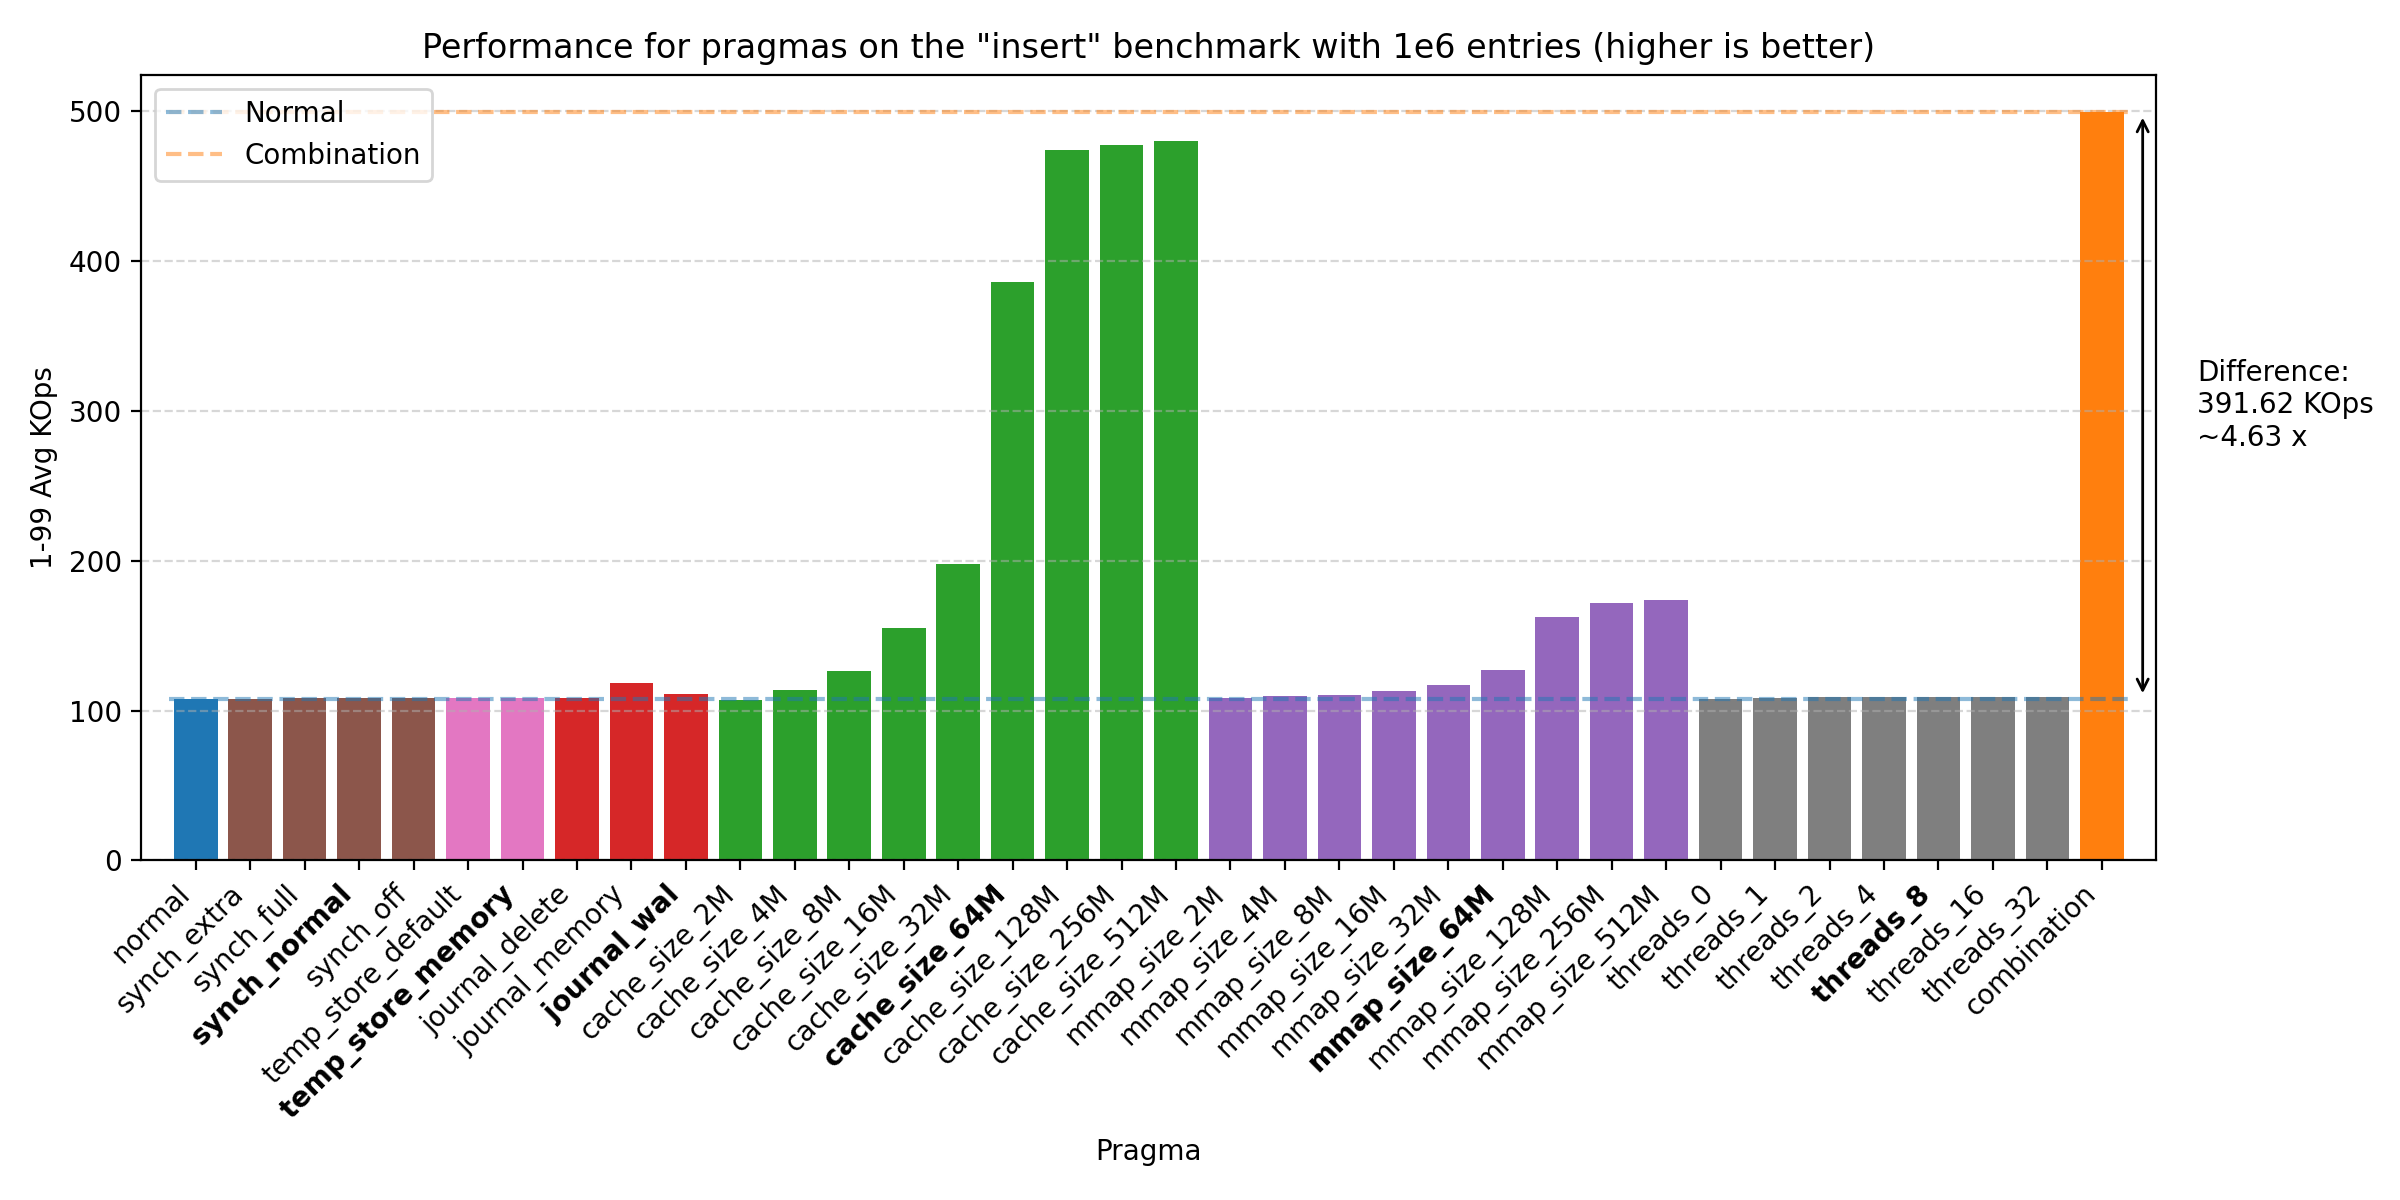 Performance for pragmas on the "insert" benchmark with 1e6 entries (higher is better)
Normal
Combination
500
400
300
200
100
0
1-99 Avg KOps
Difference:
391.62 KOps
~4.63 x
normal
synch_extra
synch_full
synch_normal
synch_off
temp_store_default
temp_store_memory
journal_delete
journal_memory
journal_wal
cache_size_2M
cache_size_4M
cache_size_8M
cache_size_16M
cache_size_32M
cache_size_64M
cache_size_128M
cache_size_256M
cache_size_512M
mmap_size_2M
mmap_size_4M
mmap_size_8M
mmap_size_16M
mmap_size_32M
mmap_size_64M
mmap_size_128M
mmap_size_256M
mmap_size_512M
threads_0
threads_1
threads_2
threads_4
threads_8
threads_16
threads_32
combination
Pragma